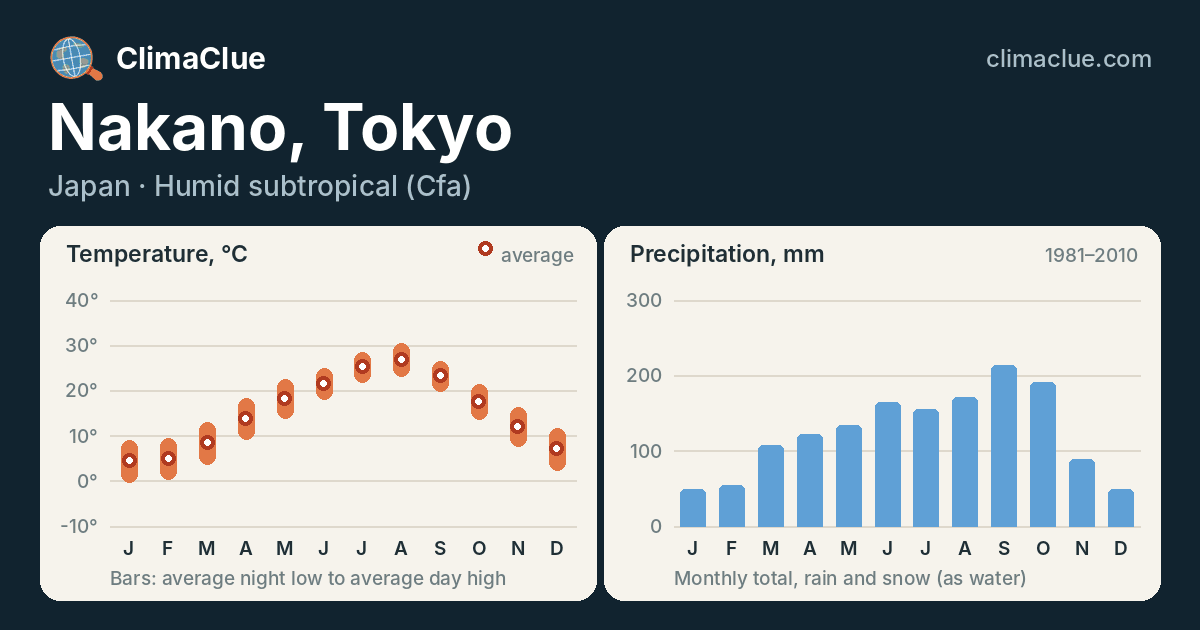 ClimaClue
climaclue.com
Nakano, Tokyo
Japan · Humid subtropical (Cfa)
Temperature, °C
average
40°
30°
20°
10°
0°
-10°
J F M A M J J A S O N D
Bars: average night low to average day high
Precipitation, mm
1981–2010
300
200
100
0
J F M A M J J A S O N D
Monthly total, rain and snow (as water)